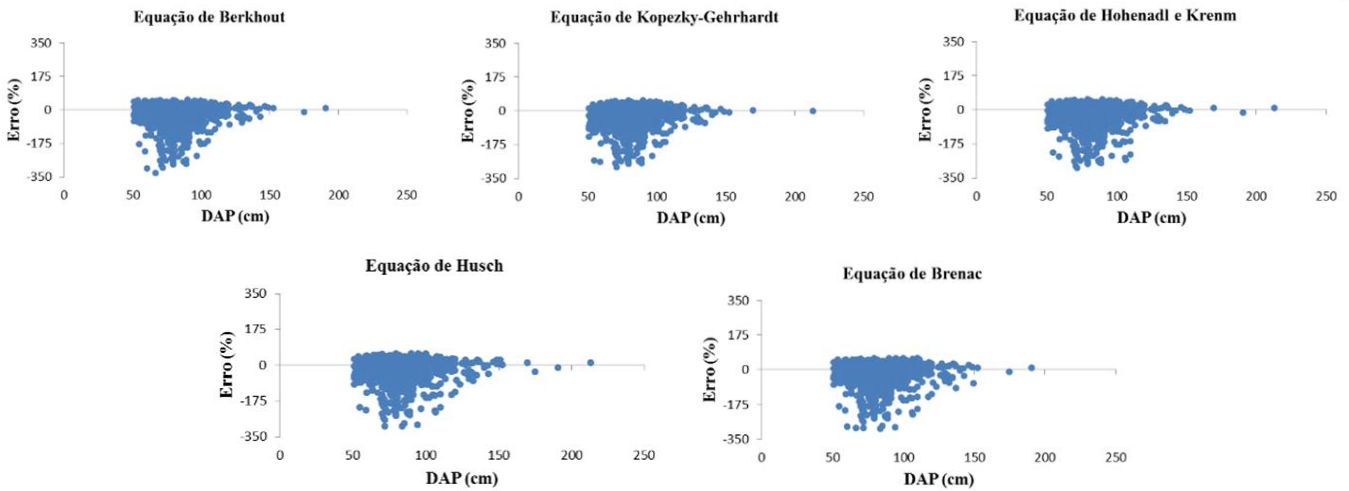 Equação de Berkhout
350
175
0
-175
-350
Erro (%)
0 50 100 150 200 250
DAP (cm)
Equação de Kopezky-Gehrhardt
350
175
0
-175
-350
Erro (%)
0 50 100 150 200 250
DAP (cm)
Equação de Hohenadl e Krenm
350
175
0
-175
-350
Erro (%)
0 50 100 150 200 250
DAP (cm)
Equação de Husch
350
175
0
-175
-350
Erro (%)
0 50 100 150 200 250
DAP (cm)
Equação de Brenac
350
175
0
-175
-350
Erro (%)
0 50 100 150 200 250
DAP (cm)